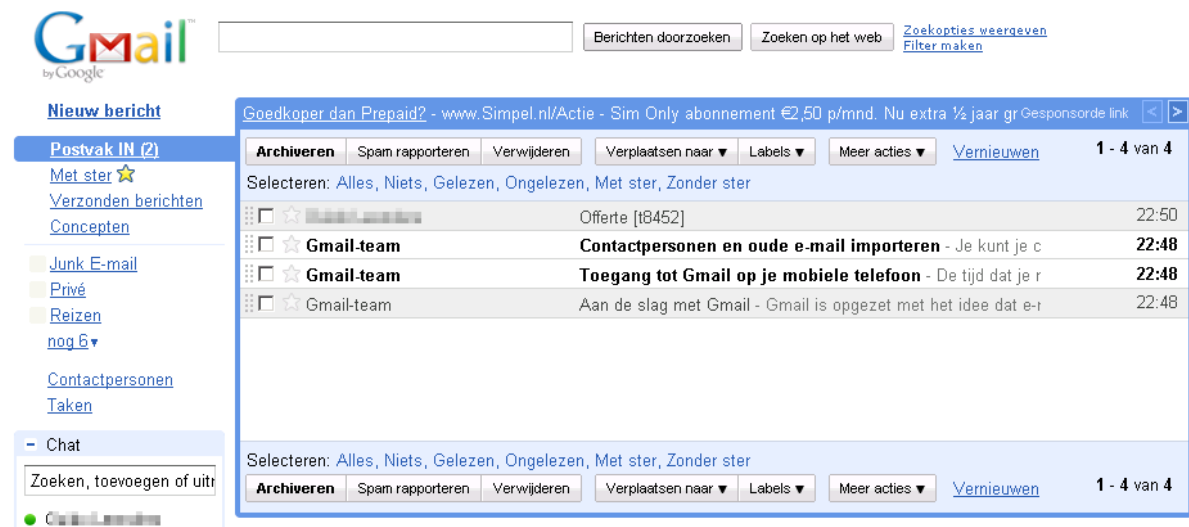 Gmail™
by Google
Berichten doorzoeken
Zoeken op het web
Zoekopties weergeven
Filter maken
Nieuw bericht
Postvak IN (2)
Met ster
Verzonden berichten
Concepten
Junk E-mail
Privé
Reizen
nog 6▼
Contactpersonen
Taken
− Chat
Zoeken, toevoegen of uitn
Goedkoper dan Prepaid? - www.Simpel.nl/Actie - Sim Only abonnement €2,50 p/mnd. Nu extra ½ jaar gr Gesponsorde link < >
Archiveren Spam rapporteren Verwijderen Verplaatsen naar ▼ Labels ▼ Meer acties ▼ Vernieuwen 1 - 4 van 4
Selecteren: Alles, Niets, Gelezen, Ongelezen, Met ster, Zonder ster
Offerte [t8452] 22:50
Gmail-team Contactpersonen en oude e-mail importeren - Je kunt je c 22:48
Gmail-team Toegang tot Gmail op je mobiele telefoon - De tijd dat je r 22:48
Gmail-team Aan de slag met Gmail - Gmail is opgezet met het idee dat e-r 22:48
Selecteren: Alles, Niets, Gelezen, Ongelezen, Met ster, Zonder ster
Archiveren Spam rapporteren Verwijderen Verplaatsen naar ▼ Labels ▼ Meer acties ▼ Vernieuwen 1 - 4 van 4